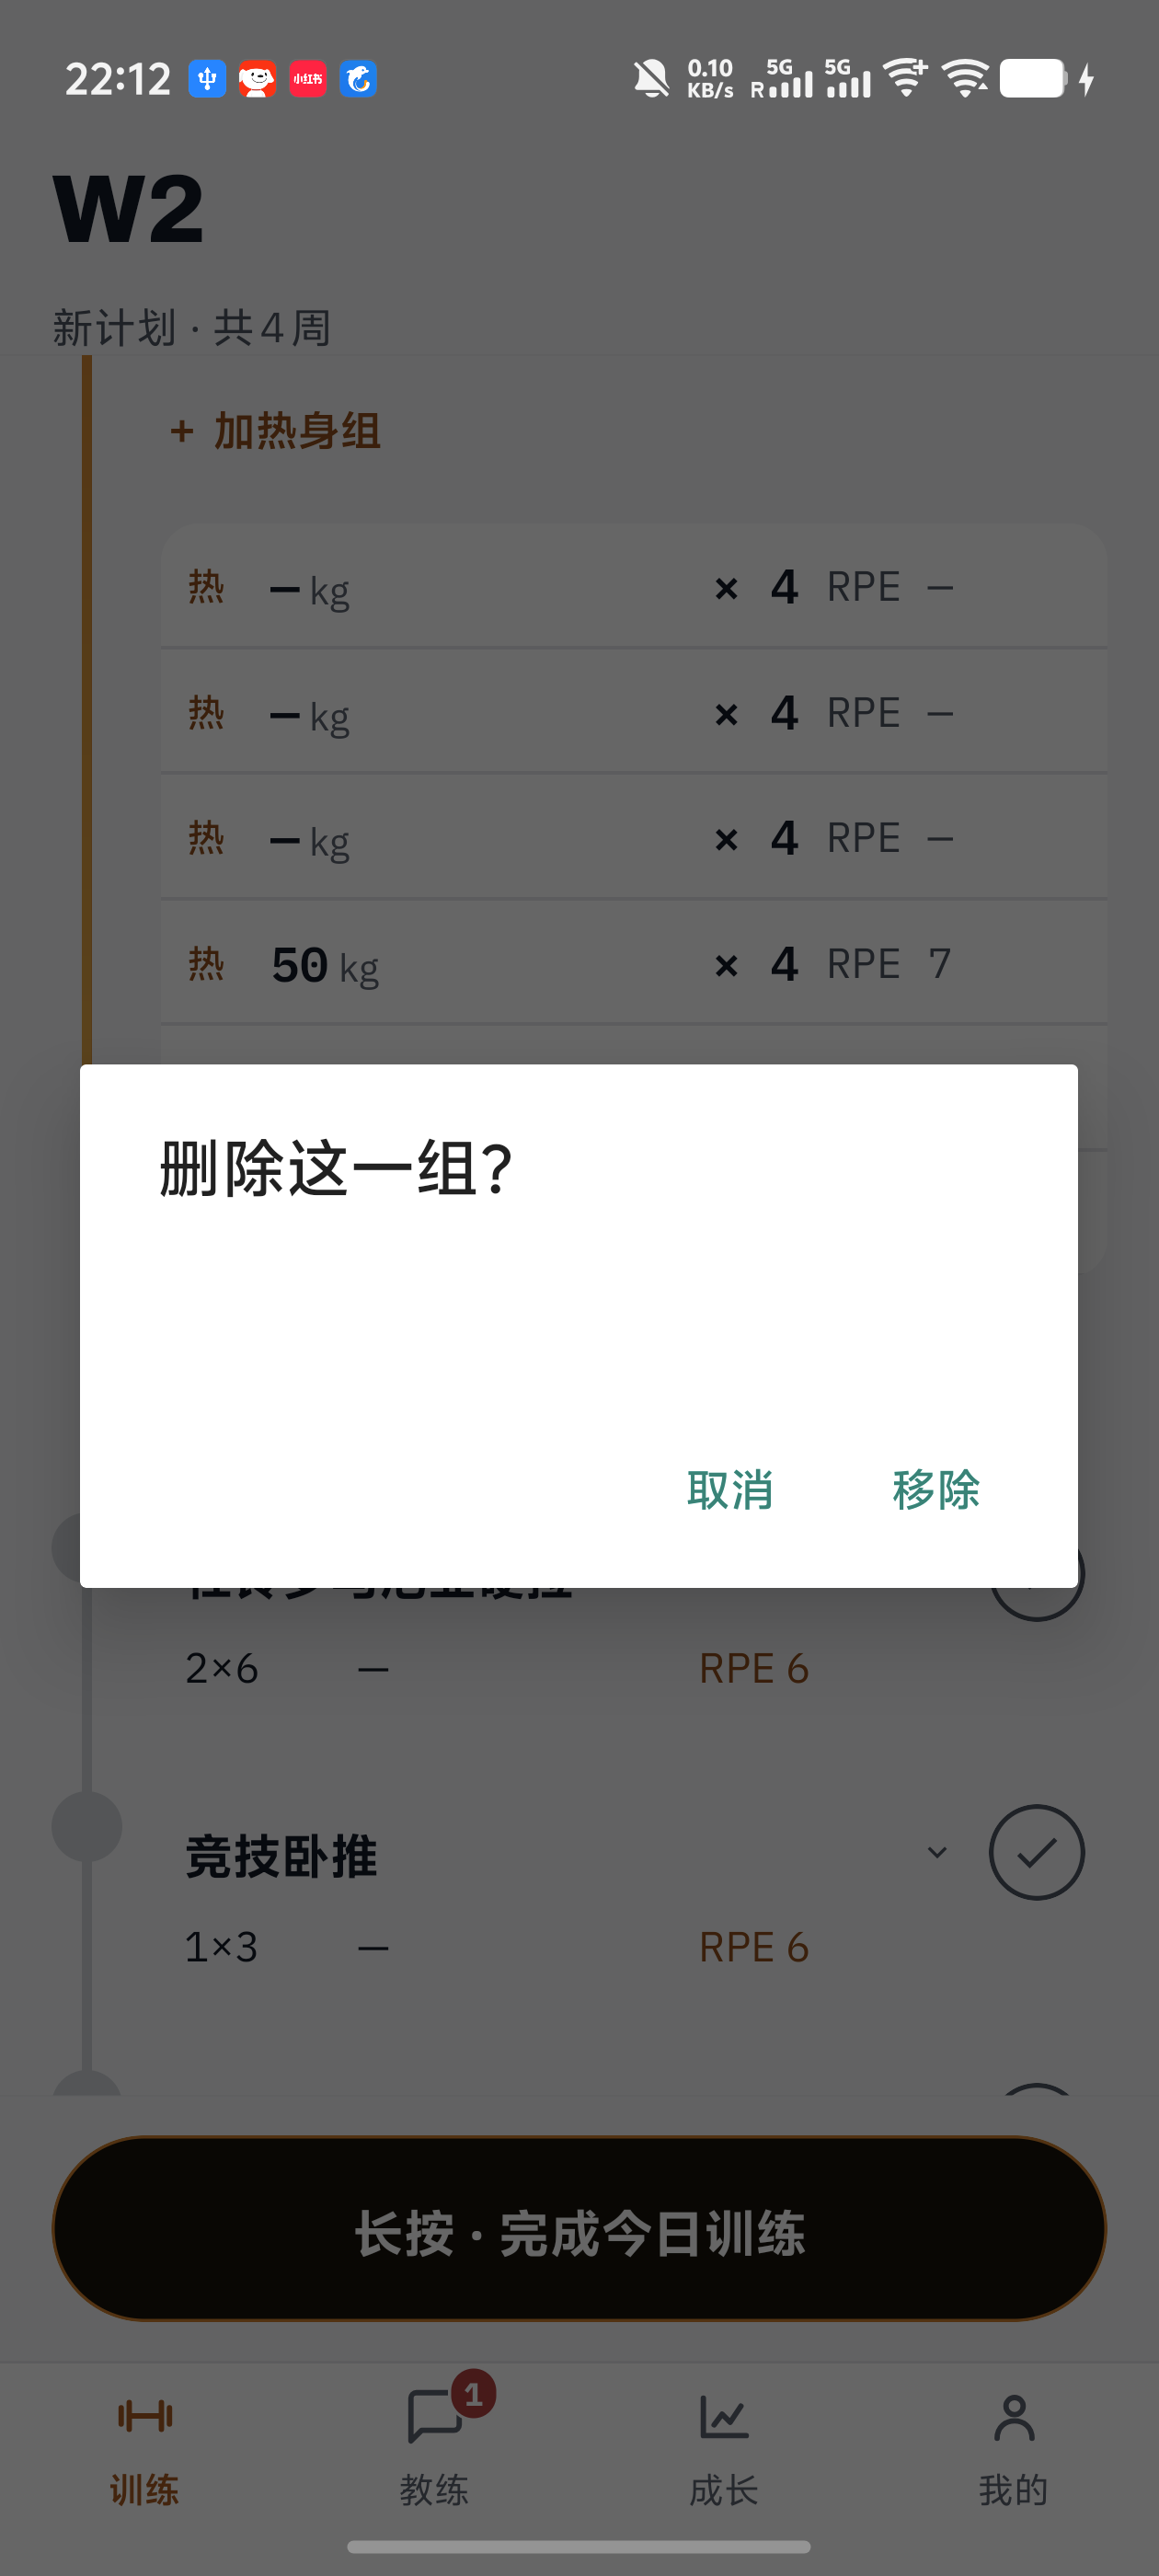 22:12 小红书 0.10 KB/s R 5G 5G
W2
新计划 · 共4周
+ 加热身组
热 — kg × 4 RPE —
热 — kg × 4 RPE —
热 — kg × 4 RPE —
热 50 kg × 4 RPE 7
删除这一组?
取消 移除
2×6 — RPE 6
竞技卧推
1×3 — RPE 6
长按 · 完成今日训练
1
训练 教练 成长 我的